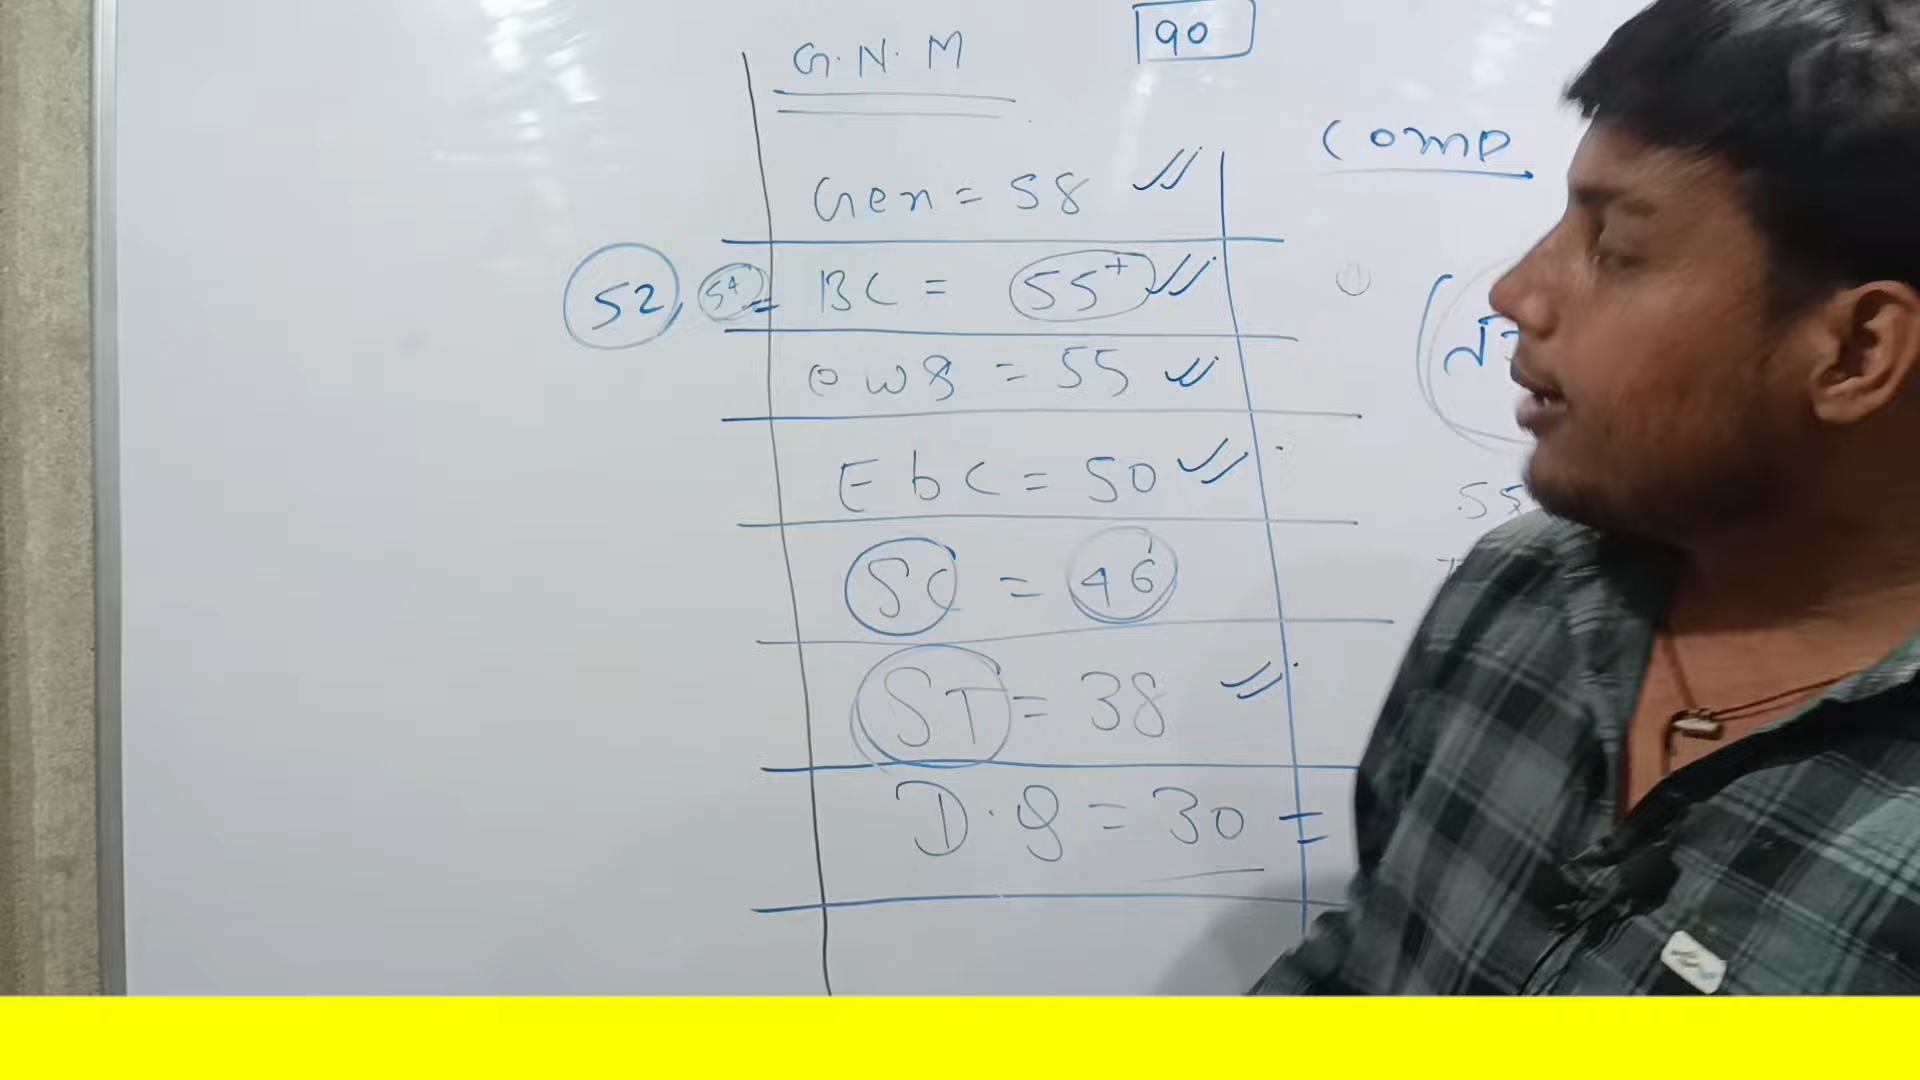 G.N.M
90
Comp
Gen = 58
52, 54 = BC = 55+
ews = 55
Ebc = 50
SC = 46
ST = 38
D.Q = 30 =